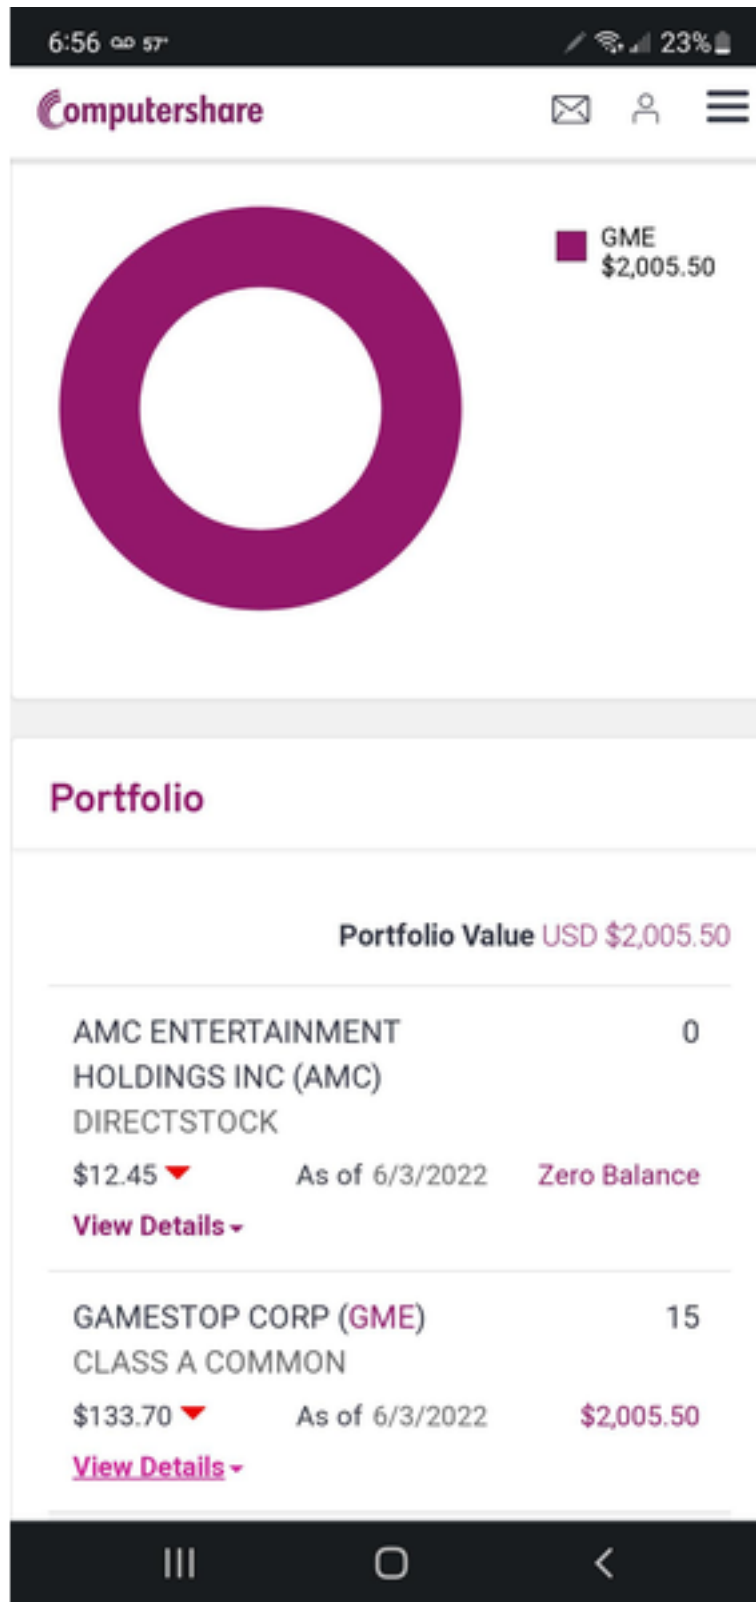 6:56 57°
23%
Computershare
GME
$2,005.50
Portfolio
Portfolio Value USD $2,005.50
AMC ENTERTAINMENT 0
HOLDINGS INC (AMC)
DIRECTSTOCK
$12.45 As of 6/3/2022 Zero Balance
View Details
GAMESTOP CORP (GME) 15
CLASS A COMMON
$133.70 As of 6/3/2022 $2,005.50
View Details